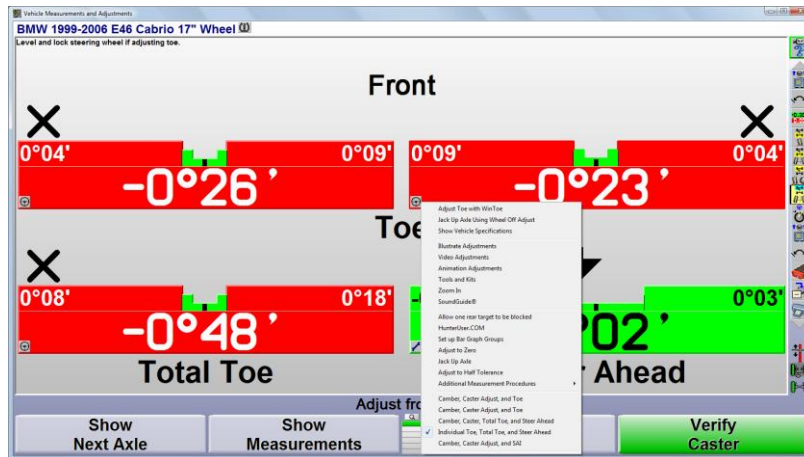 Vehicle Measurements and Adjustments
BMW 1999-2006 E46 Cabrio 17" Wheel
Level and lock steering wheel if adjusting toe.
Front
0°04' 0°09' 0°09' 0°04'
-0°26' -0°23'
Toe
0°08' 0°18' 0°03'
-0°48' 02'
Total Toe Ahead
Adjust Toe with WinToe
Jack Up Axle Using Wheel Off Adjust
Show Vehicle Specifications
Illustrate Adjustments
Video Adjustments
Animation Adjustments
Tools and Kits
Zoom In
SoundGuide®
Allow one rear target to be blocked
HunterUser.COM
Set up Bar Graph Groups
Adjust to Zero
Jack Up Axle
Adjust to Half Tolerance
Additional Measurement Procedures
Camber, Caster Adjust, and Toe
Camber, Caster Adjust, and Toe
Camber, Caster, Total Toe, and Steer Ahead
Individual Toe, Total Toe, and Steer Ahead
Camber, Caster Adjust, and SAI
Adjust
Show Next Axle
Show Measurements
Verify Caster